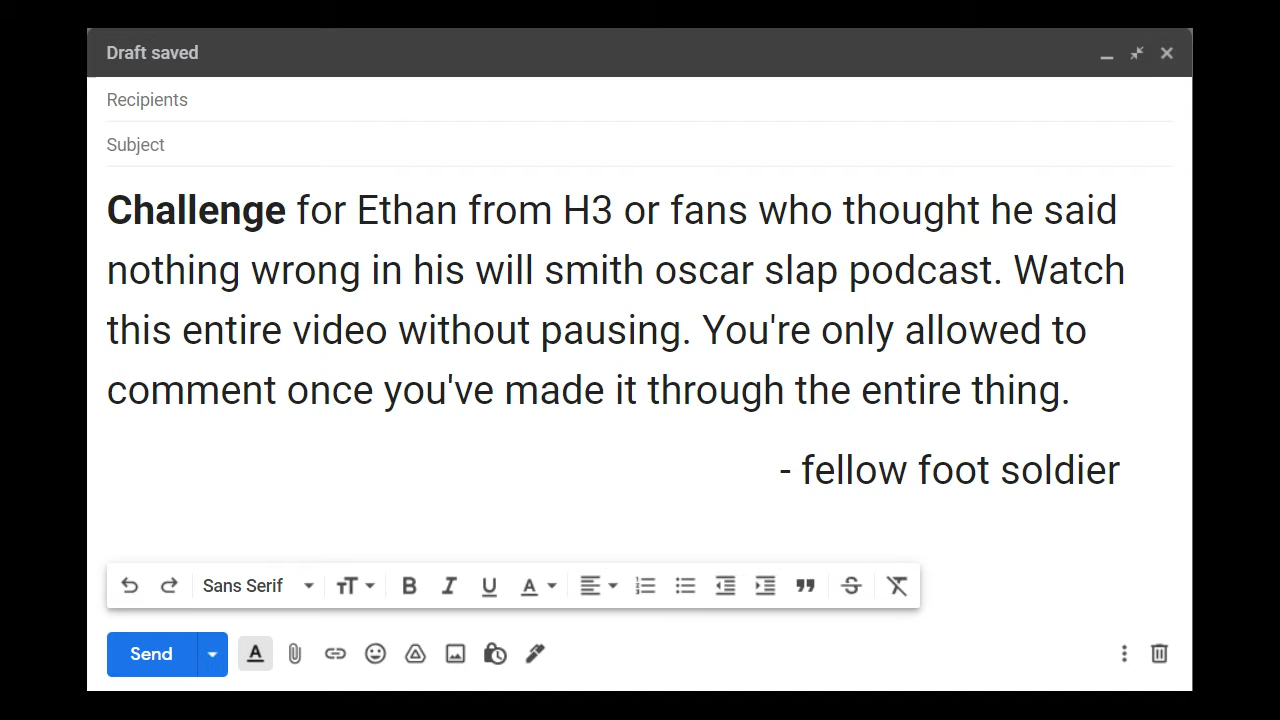 Draft saved
Recipients
Subject
Challenge for Ethan from H3 or fans who thought he said
nothing wrong in his will smith oscar slap podcast. Watch
this entire video without pausing. You're only allowed to
comment once you've made it through the entire thing.
- fellow foot soldier
Sans Serif
Send